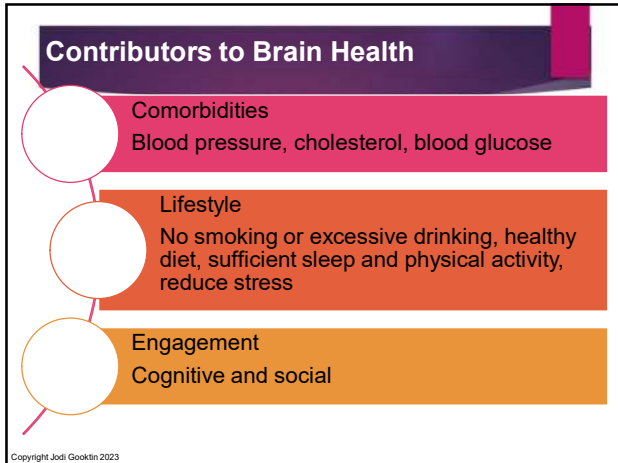 Contributors to Brain Health
Comorbidities
Blood pressure, cholesterol, blood glucose
Lifestyle
No smoking or excessive drinking, healthy
diet, sufficient sleep and physical activity,
reduce stress
Engagement
Cognitive and social
Copyright Jodi Gooktin 2023